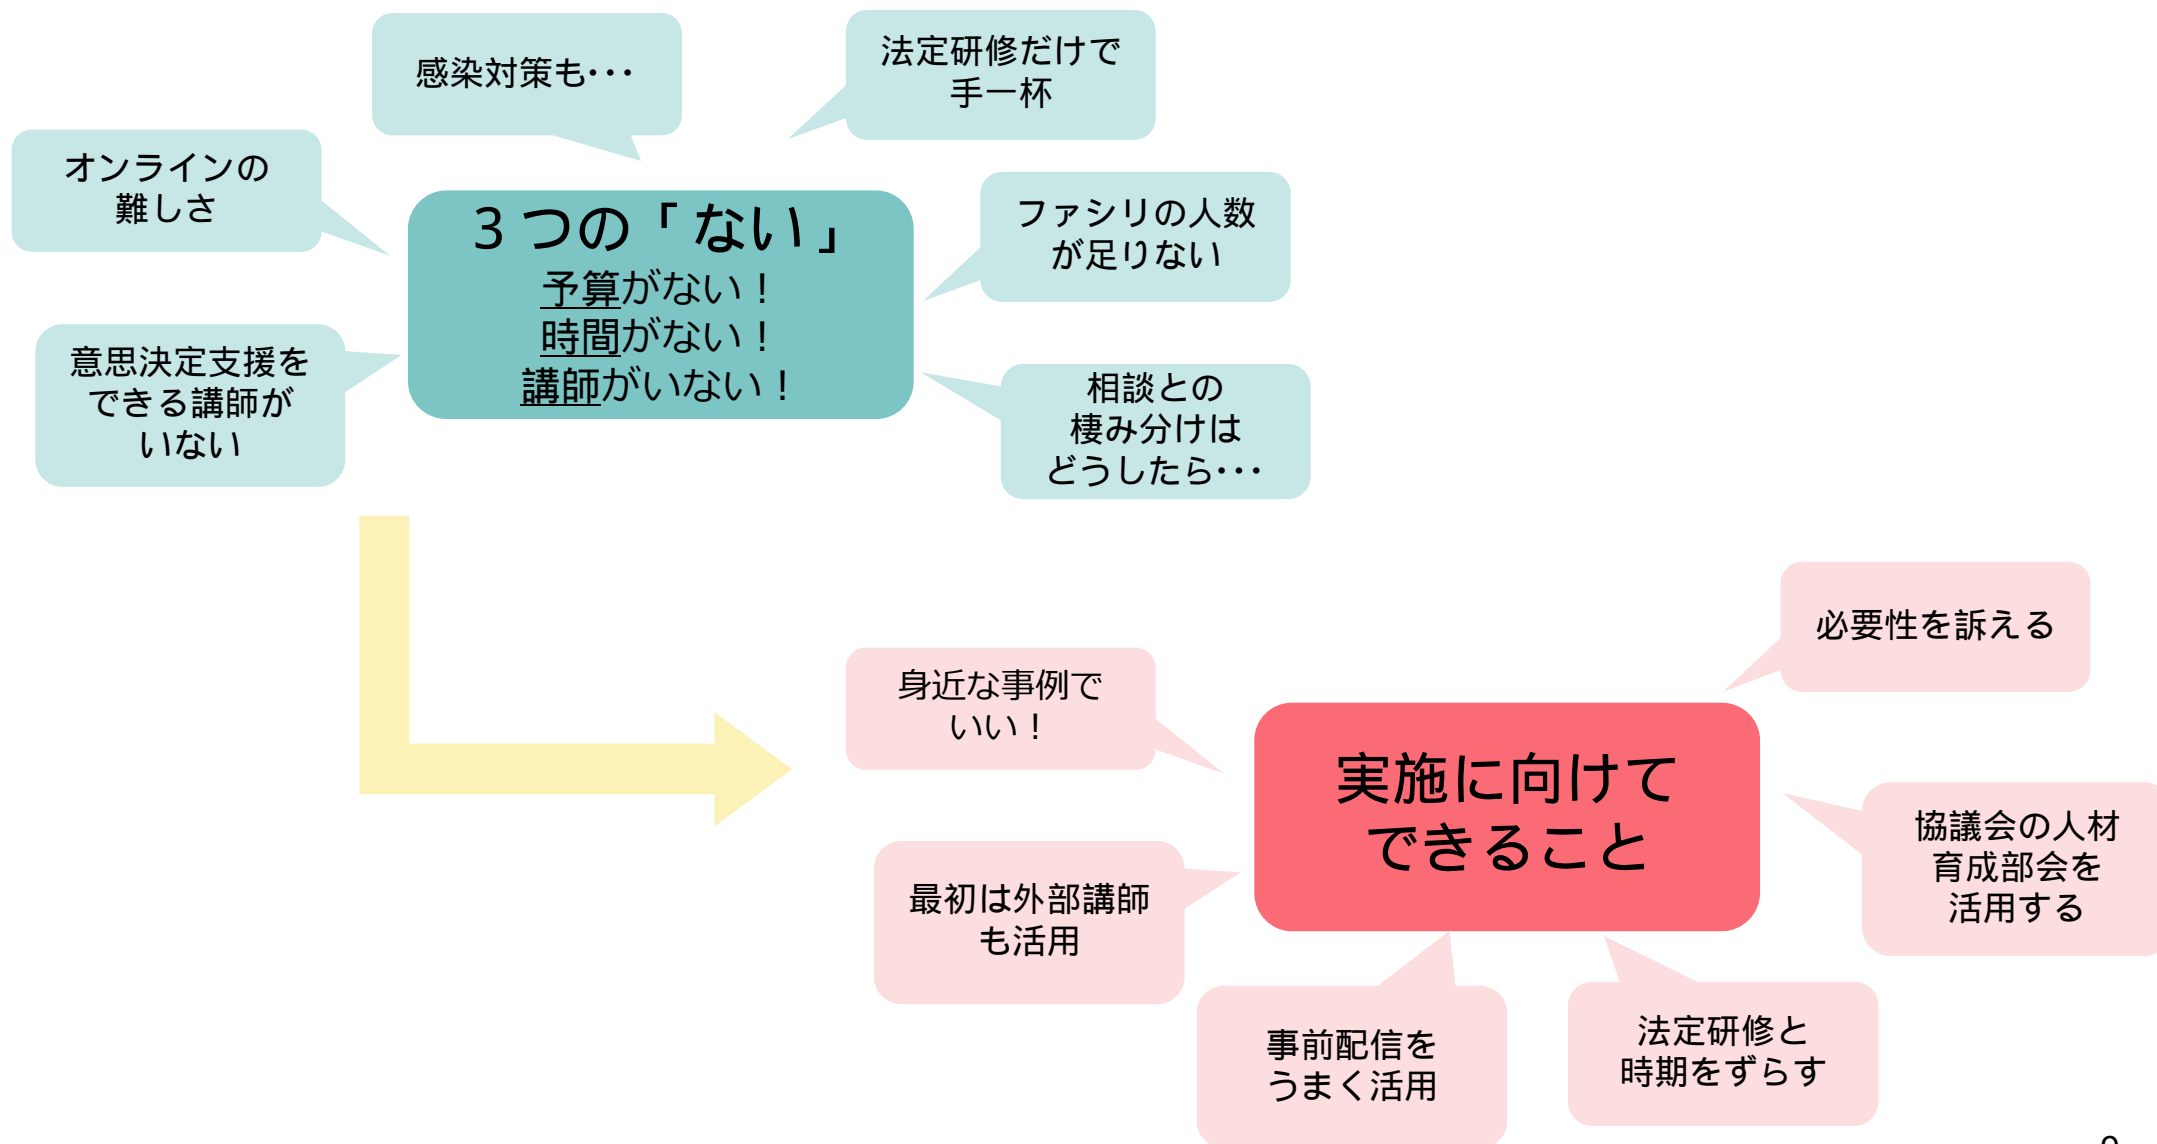 感染対策も・・・
法定研修だけで
手一杯
オンラインの
難しさ
３つの「ない」
予算がない！
時間がない！
講師がいない！
ファシリの人数
が足りない
意思決定支援を
できる講師が
いない
相談との
棲み分けは
どうしたら・・・
必要性を訴える
身近な事例で
いい！
実施に向けて
できること
協議会の人材
育成部会を
活用する
最初は外部講師
も活用
事前配信を
うまく活用
法定研修と
時期をずらす